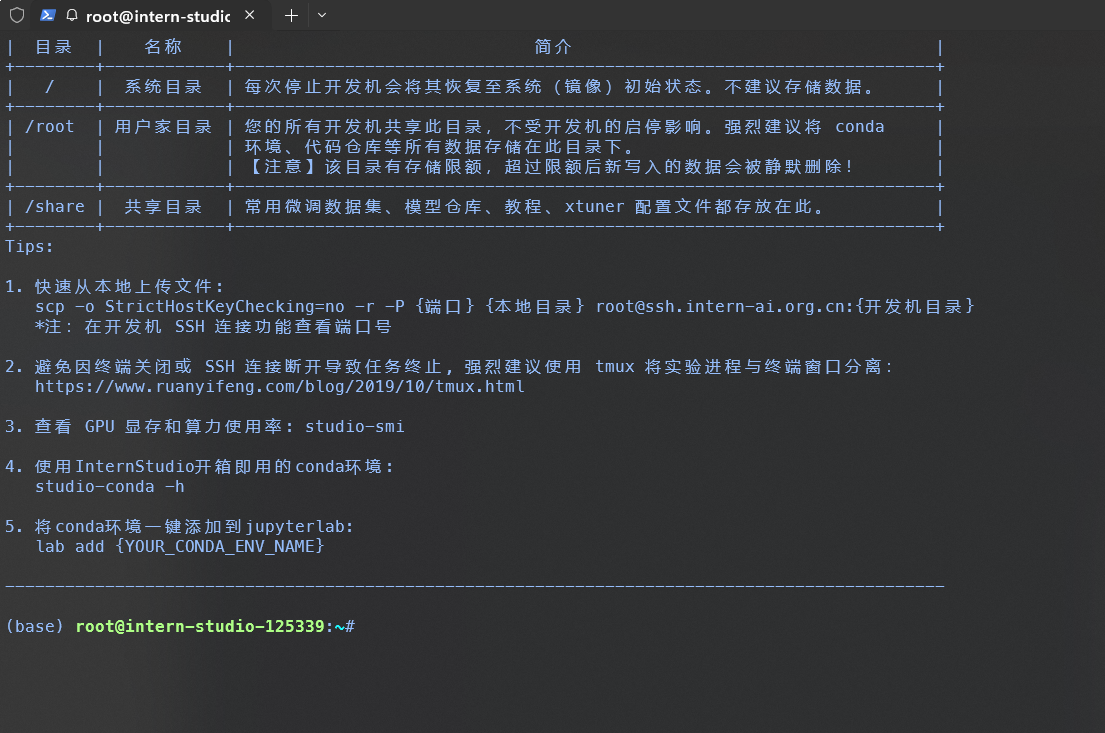 root@intern-studio
| 目录 | 名称 | 简介 |
| / | 系统目录 | 每次停止开发机会将其恢复至系统（镜像）初始状态。不建议存储数据。 |
| /root | 用户家目录 | 您的所有开发机共享此目录，不受开发机的启停影响。强烈建议将 conda |
| | | 环境、代码仓库等所有数据存储在此目录下。 |
| | | 【注意】该目录有存储限额，超过限额后新写入的数据会被静默删除！ |
| /share | 共享目录 | 常用微调数据集、模型仓库、教程、xtuner 配置文件都存放在此。 |
Tips:
1. 快速从本地上传文件：
scp -o StrictHostKeyChecking=no -r -P {端口} {本地目录} root@ssh.intern-ai.org.cn:{开发机目录}
*注：在开发机 SSH 连接功能查看端口号
2. 避免因终端关闭或 SSH 连接断开导致任务终止，强烈建议使用 tmux 将实验进程与终端窗口分离：
https://www.ruanyifeng.com/blog/2019/10/tmux.html
3. 查看 GPU 显存和算力使用率：studio-smi
4. 使用InternStudio开箱即用的conda环境：
studio-conda -h
5. 将conda环境一键添加到jupyterlab:
lab add {YOUR_CONDA_ENV_NAME}
(base) root@intern-studio-125339:~#